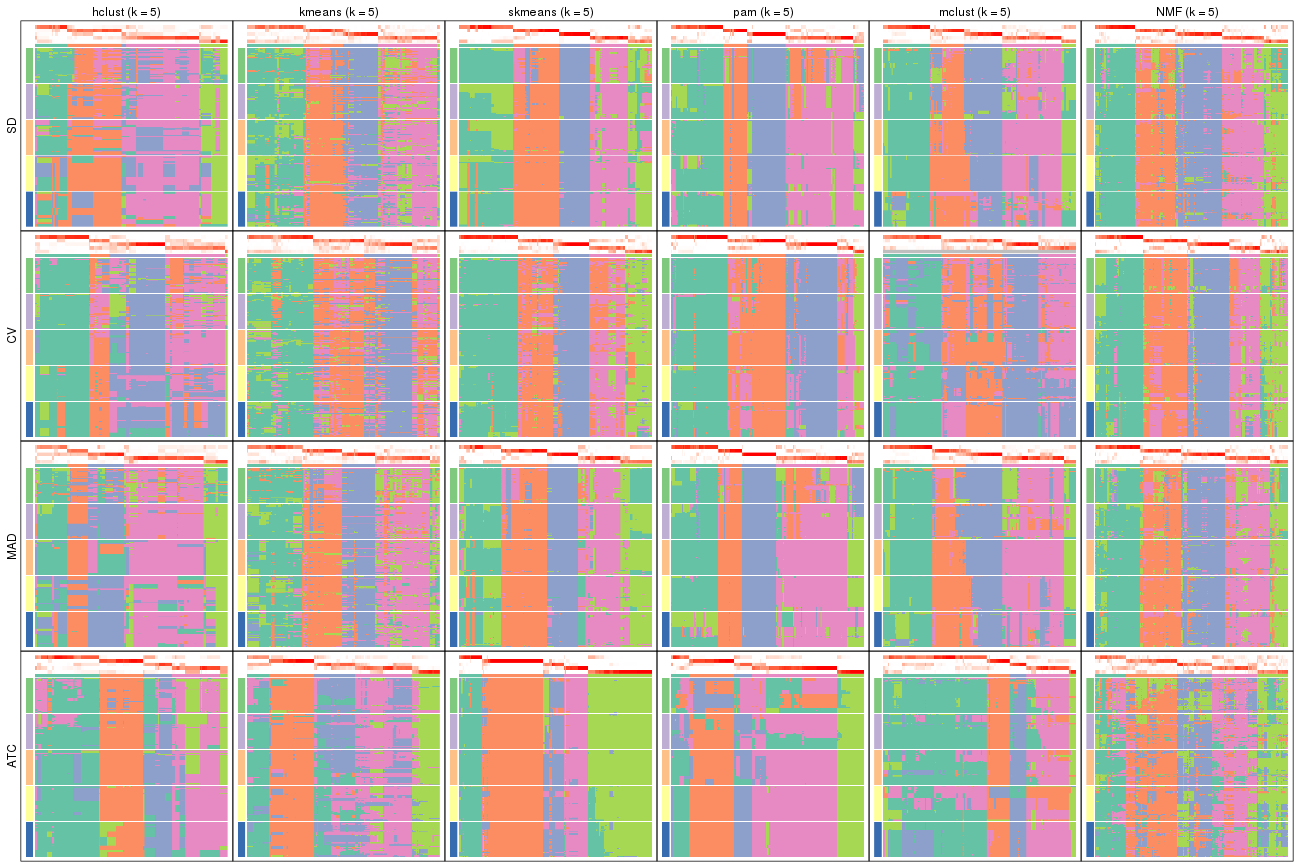 hclust (k = 5) kmeans (k = 5) skmeans (k = 5) pam (k = 5) mclust (k = 5) NMF (k = 5)
SD
CV
MAD
ATC